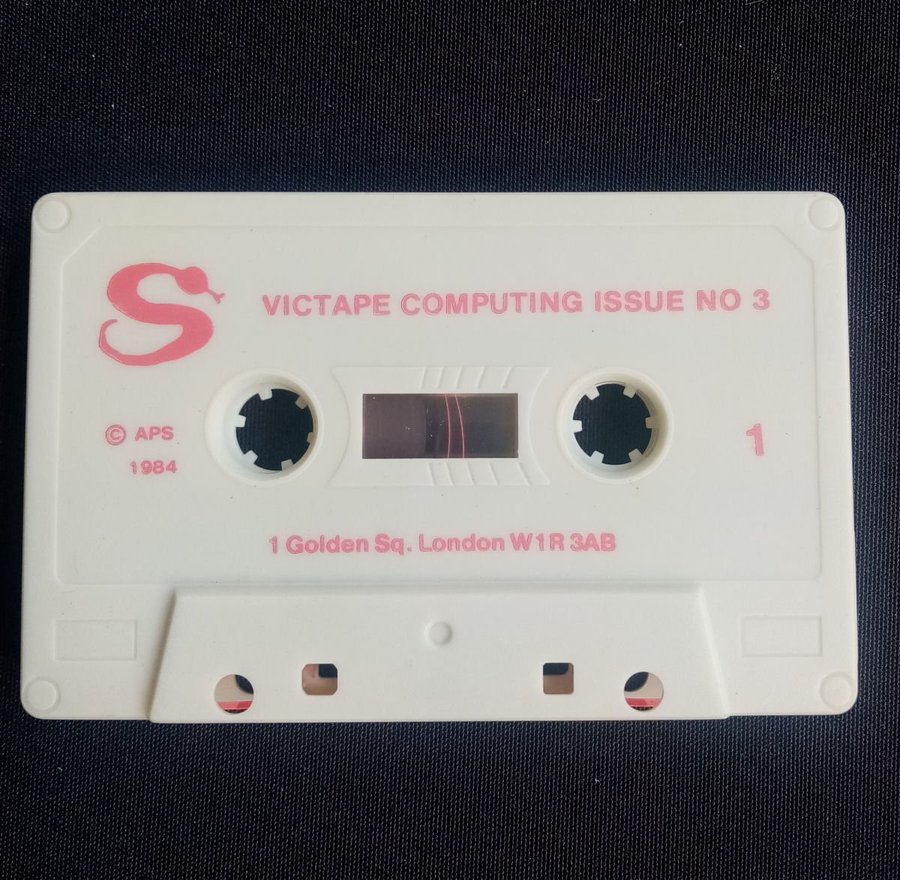 VICTAPE COMPUTING ISSUE NO 3
© APS
1984
1
1 Golden Sq. London W1R 3AB